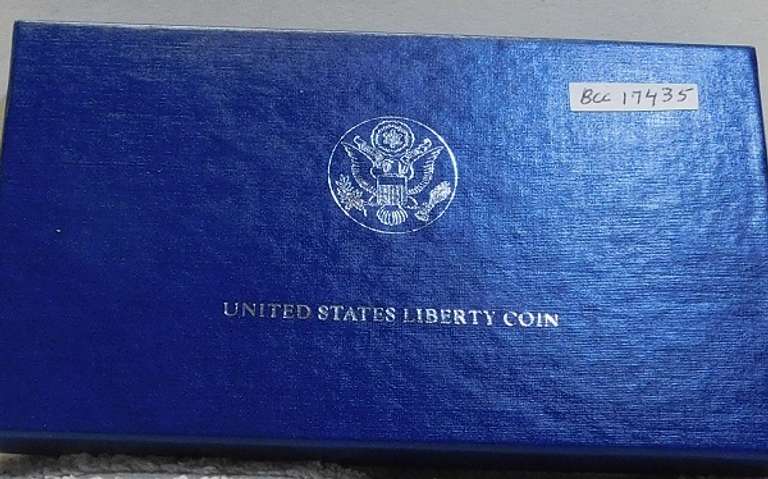 Bcc 17435
UNITED STATES LIBERTY COIN